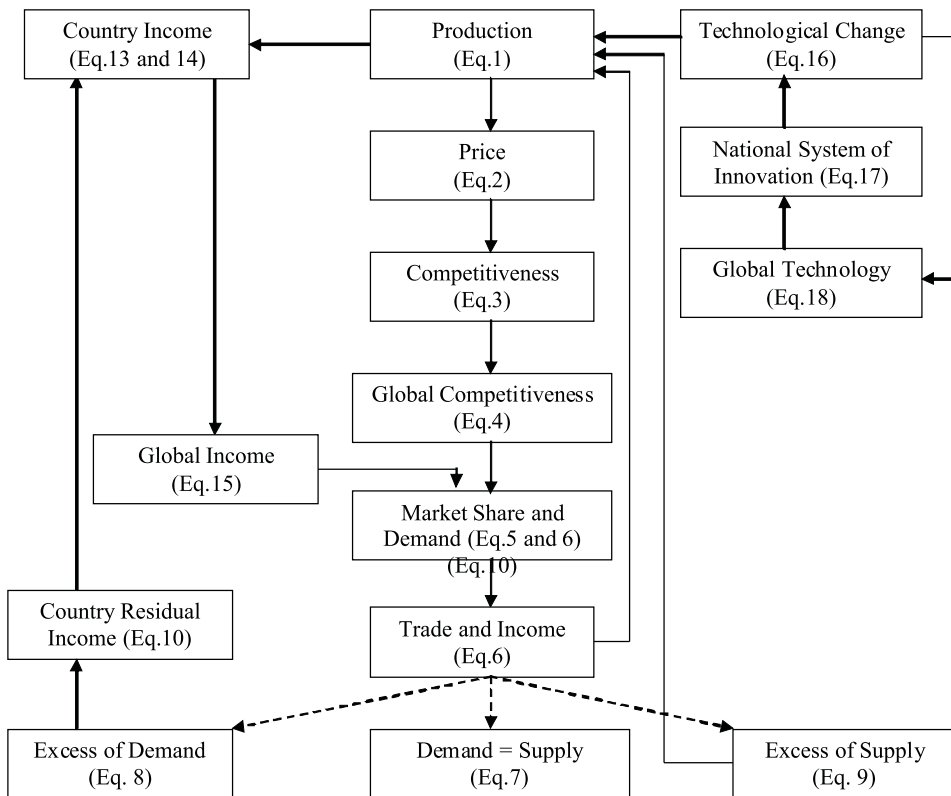 Country Income
(Eq.13 and 14)
Production
(Eq.1)
Technological Change
(Eq.16)
Price
(Eq.2)
National System of
Innovation (Eq.17)
Competitiveness
(Eq.3)
Global Technology
(Eq.18)
Global Competitiveness
(Eq.4)
Global Income
(Eq.15)
Market Share and
Demand (Eq.5 and 6)
(Eq.10)
Country Residual
Income (Eq.10)
Trade and Income
(Eq.6)
Excess of Demand
(Eq. 8)
Demand = Supply
(Eq.7)
Excess of Supply
(Eq. 9)